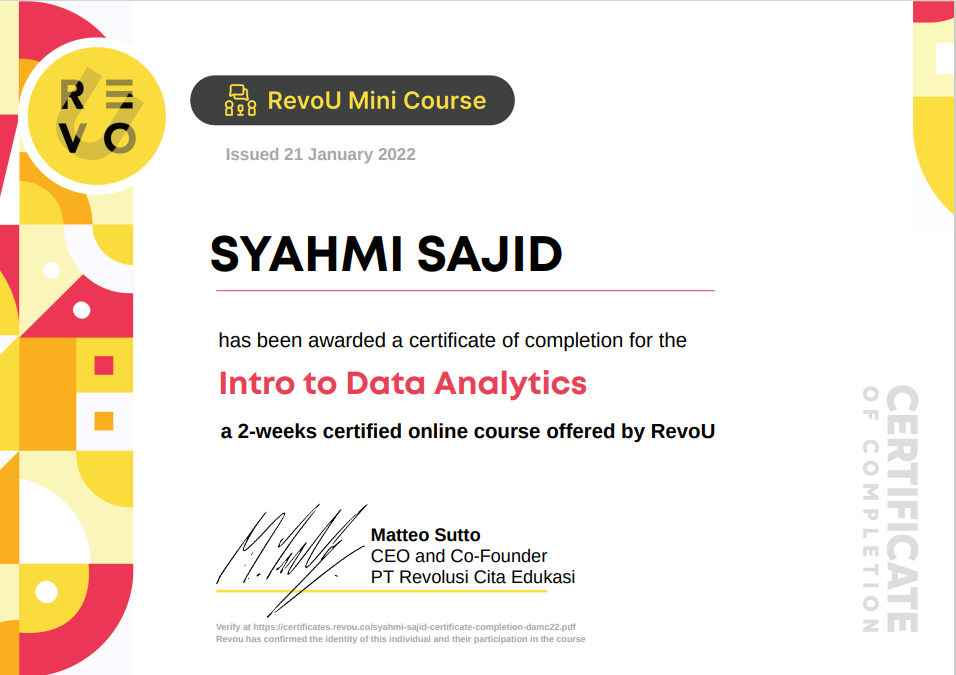 RE
VO
RevoU Mini Course
Issued 21 January 2022
SYAHMI SAJID
has been awarded a certificate of completion for the
Intro to Data Analytics
a 2-weeks certified online course offered by RevoU
Matteo Sutto
CEO and Co-Founder
PT Revolusi Cita Edukasi
Verify at https://certificates.revou.co/syahmi-sajid-certificate-completion-damc22.pdf
Revou has confirmed the identity of this individual and their participation in the course
CERTIFICATE
OF COMPLETION